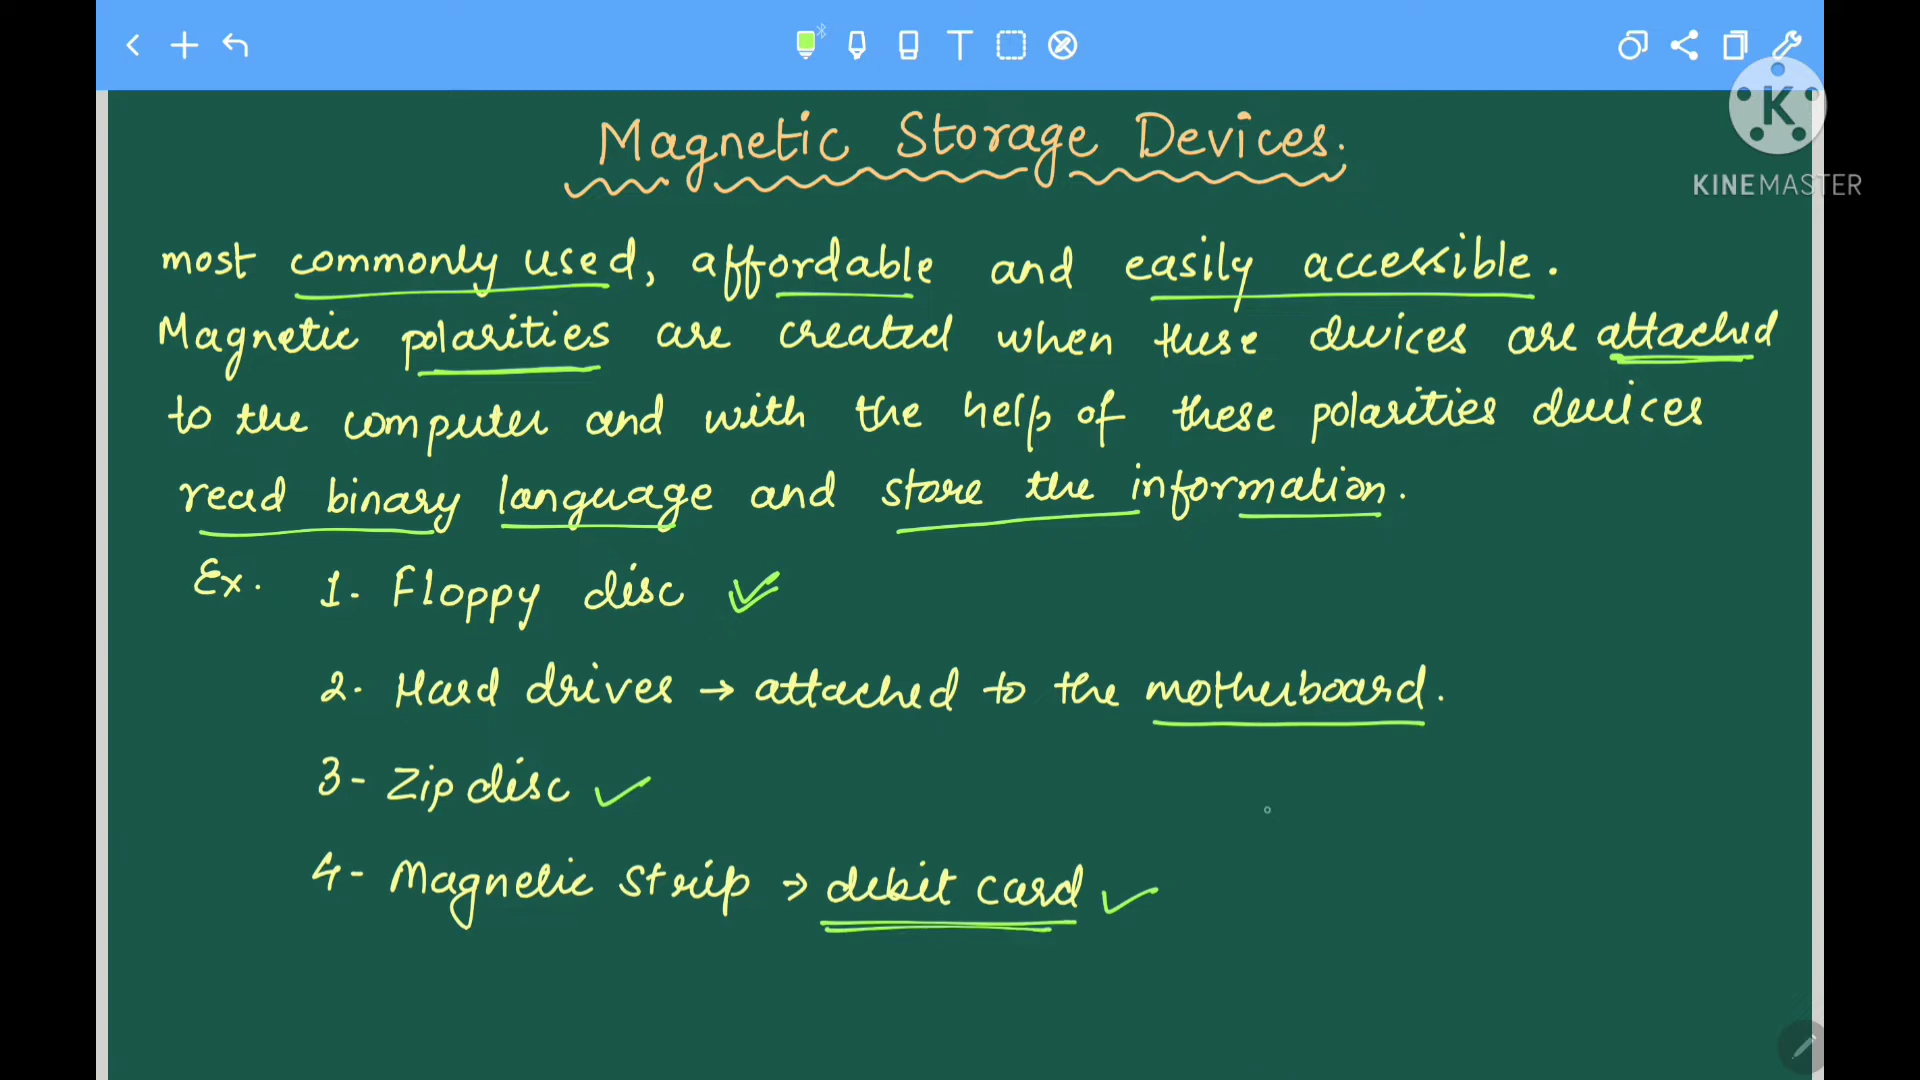 Magnetic Storage Devices.
K
KINEMASTER
most commonly used, affordable and easily accessible.
Magnetic polarities are created when these devices are attached
to the computer and with the help of these polarities devices
read binary language and store the information.
Ex. 1. Floppy disc
2. Hard drives → attached to the motherboard.
3- Zip disc
4- Magnetic strip → debit card